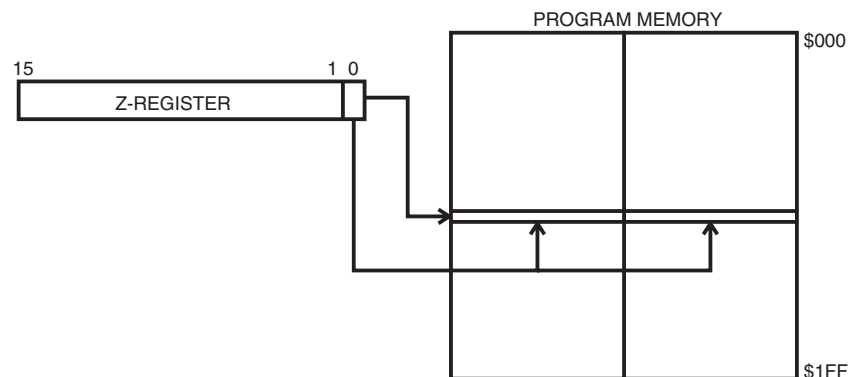 PROGRAM MEMORY
$000
15 1 0
Z-REGISTER
$1FF